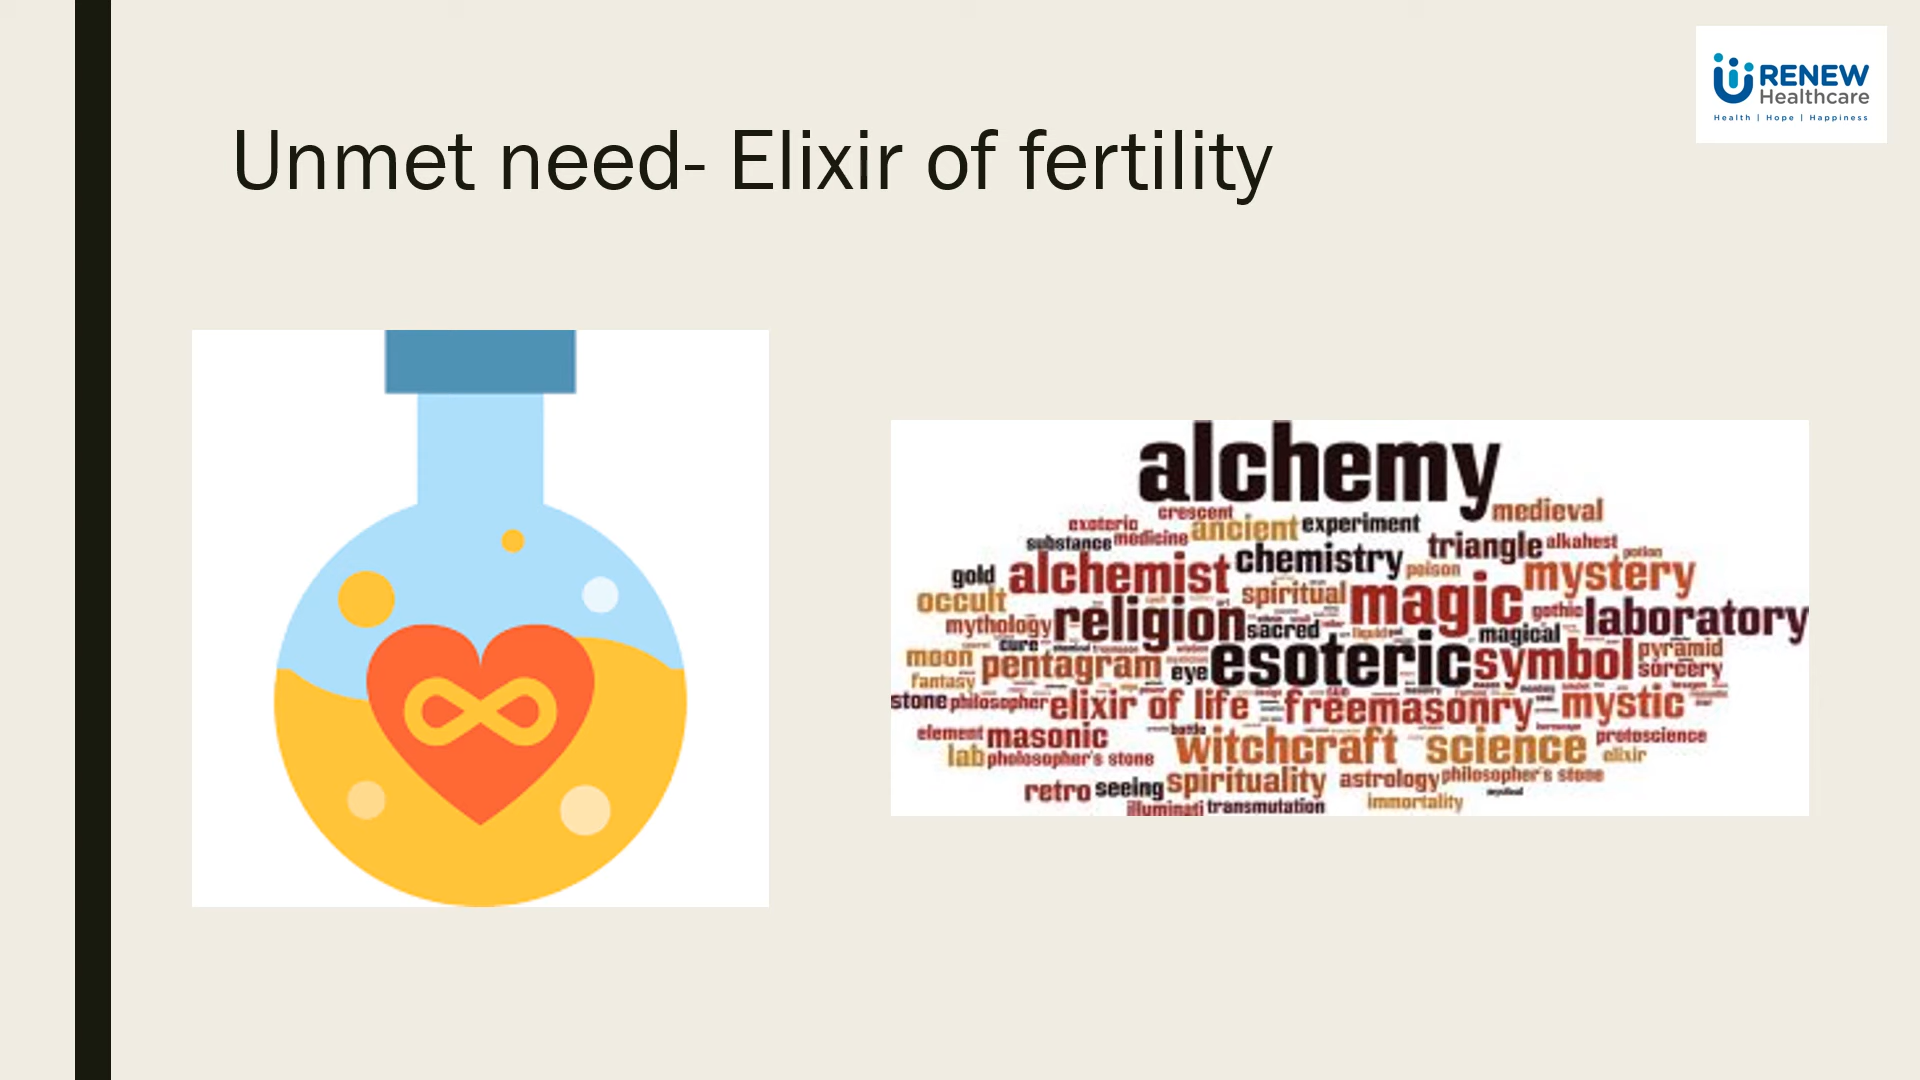 Unmet need- Elixir of fertility
RENEW
Healthcare
Health | Hope | Happiness
alchemy
crescent medieval
exoteric ancient experiment
substance medicine triangle alkahest
chemistry potion
gold alchemist poison mystery
occult spiritual magic
mythology religion sacred gothic laboratory
cure magical
moon pentagram eye esoteric symbol pyramid
fantasy sorcery
stone philosopher elixir of life freemasonry mystic
element masonic battle protoscience
lab pholosopher's stone witchcraft science elixir
retro seeing spirituality astrology philosopher's stone
mystical
illuminati transmutation immortality